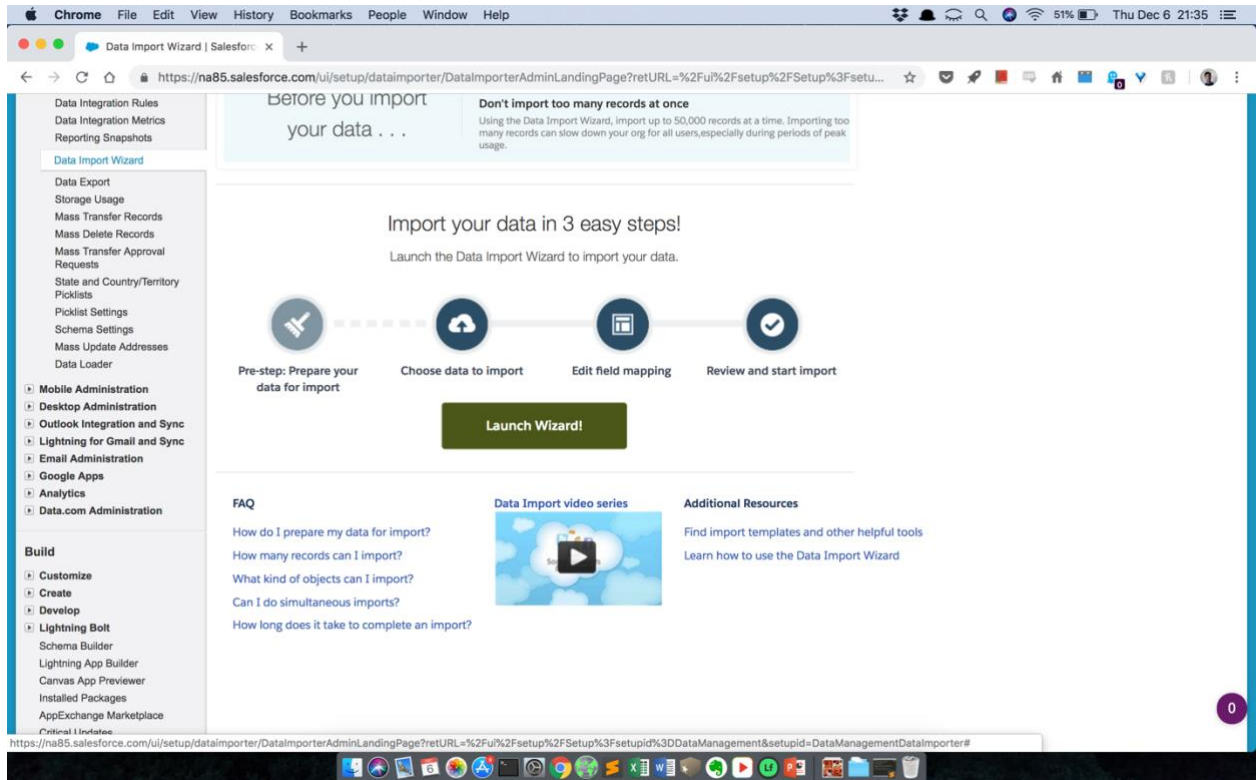 Chrome File Edit View History Bookmarks People Window Help 51% Thu Dec 6 21:35
Data Import Wizard | Salesforc
https://na85.salesforce.com/ui/setup/dataimporter/DataImporterAdminLandingPage?retURL=%2Fui%2Fsetup%2FSetup%3Fsetu...
Data Integration Rules
Data Integration Metrics
Reporting Snapshots
Data Import Wizard
Data Export
Storage Usage
Mass Transfer Records
Mass Delete Records
Mass Transfer Approval
Requests
State and Country/Territory
Picklists
Picklist Settings
Schema Settings
Mass Update Addresses
Data Loader
Mobile Administration
Desktop Administration
Outlook Integration and Sync
Lightning for Gmail and Sync
Email Administration
Google Apps
Analytics
Data.com Administration
Build
Customize
Create
Develop
Lightning Bolt
Schema Builder
Lightning App Builder
Canvas App Previewer
Installed Packages
AppExchange Marketplace
Critical Updates
Before you import
your data . . .
Don't import too many records at once
Using the Data Import Wizard, import up to 50,000 records at a time. Importing too
many records can slow down your org for all users,especially during periods of peak
usage.
Import your data in 3 easy steps!
Launch the Data Import Wizard to import your data.
Pre-step: Prepare your
data for import
Choose data to import
Edit field mapping
Review and start import
Launch Wizard!
FAQ
How do I prepare my data for import?
How many records can I import?
What kind of objects can I import?
Can I do simultaneous imports?
How long does it take to complete an import?
Data Import video series
Additional Resources
Find import templates and other helpful tools
Learn how to use the Data Import Wizard
0
https://na85.salesforce.com/ui/setup/dataimporter/DataImporterAdminLandingPage?retURL=%2Fui%2Fsetup%2FSetup%3Fsetupid%3DDataManagement&setupid=DataManagementDataImporter#